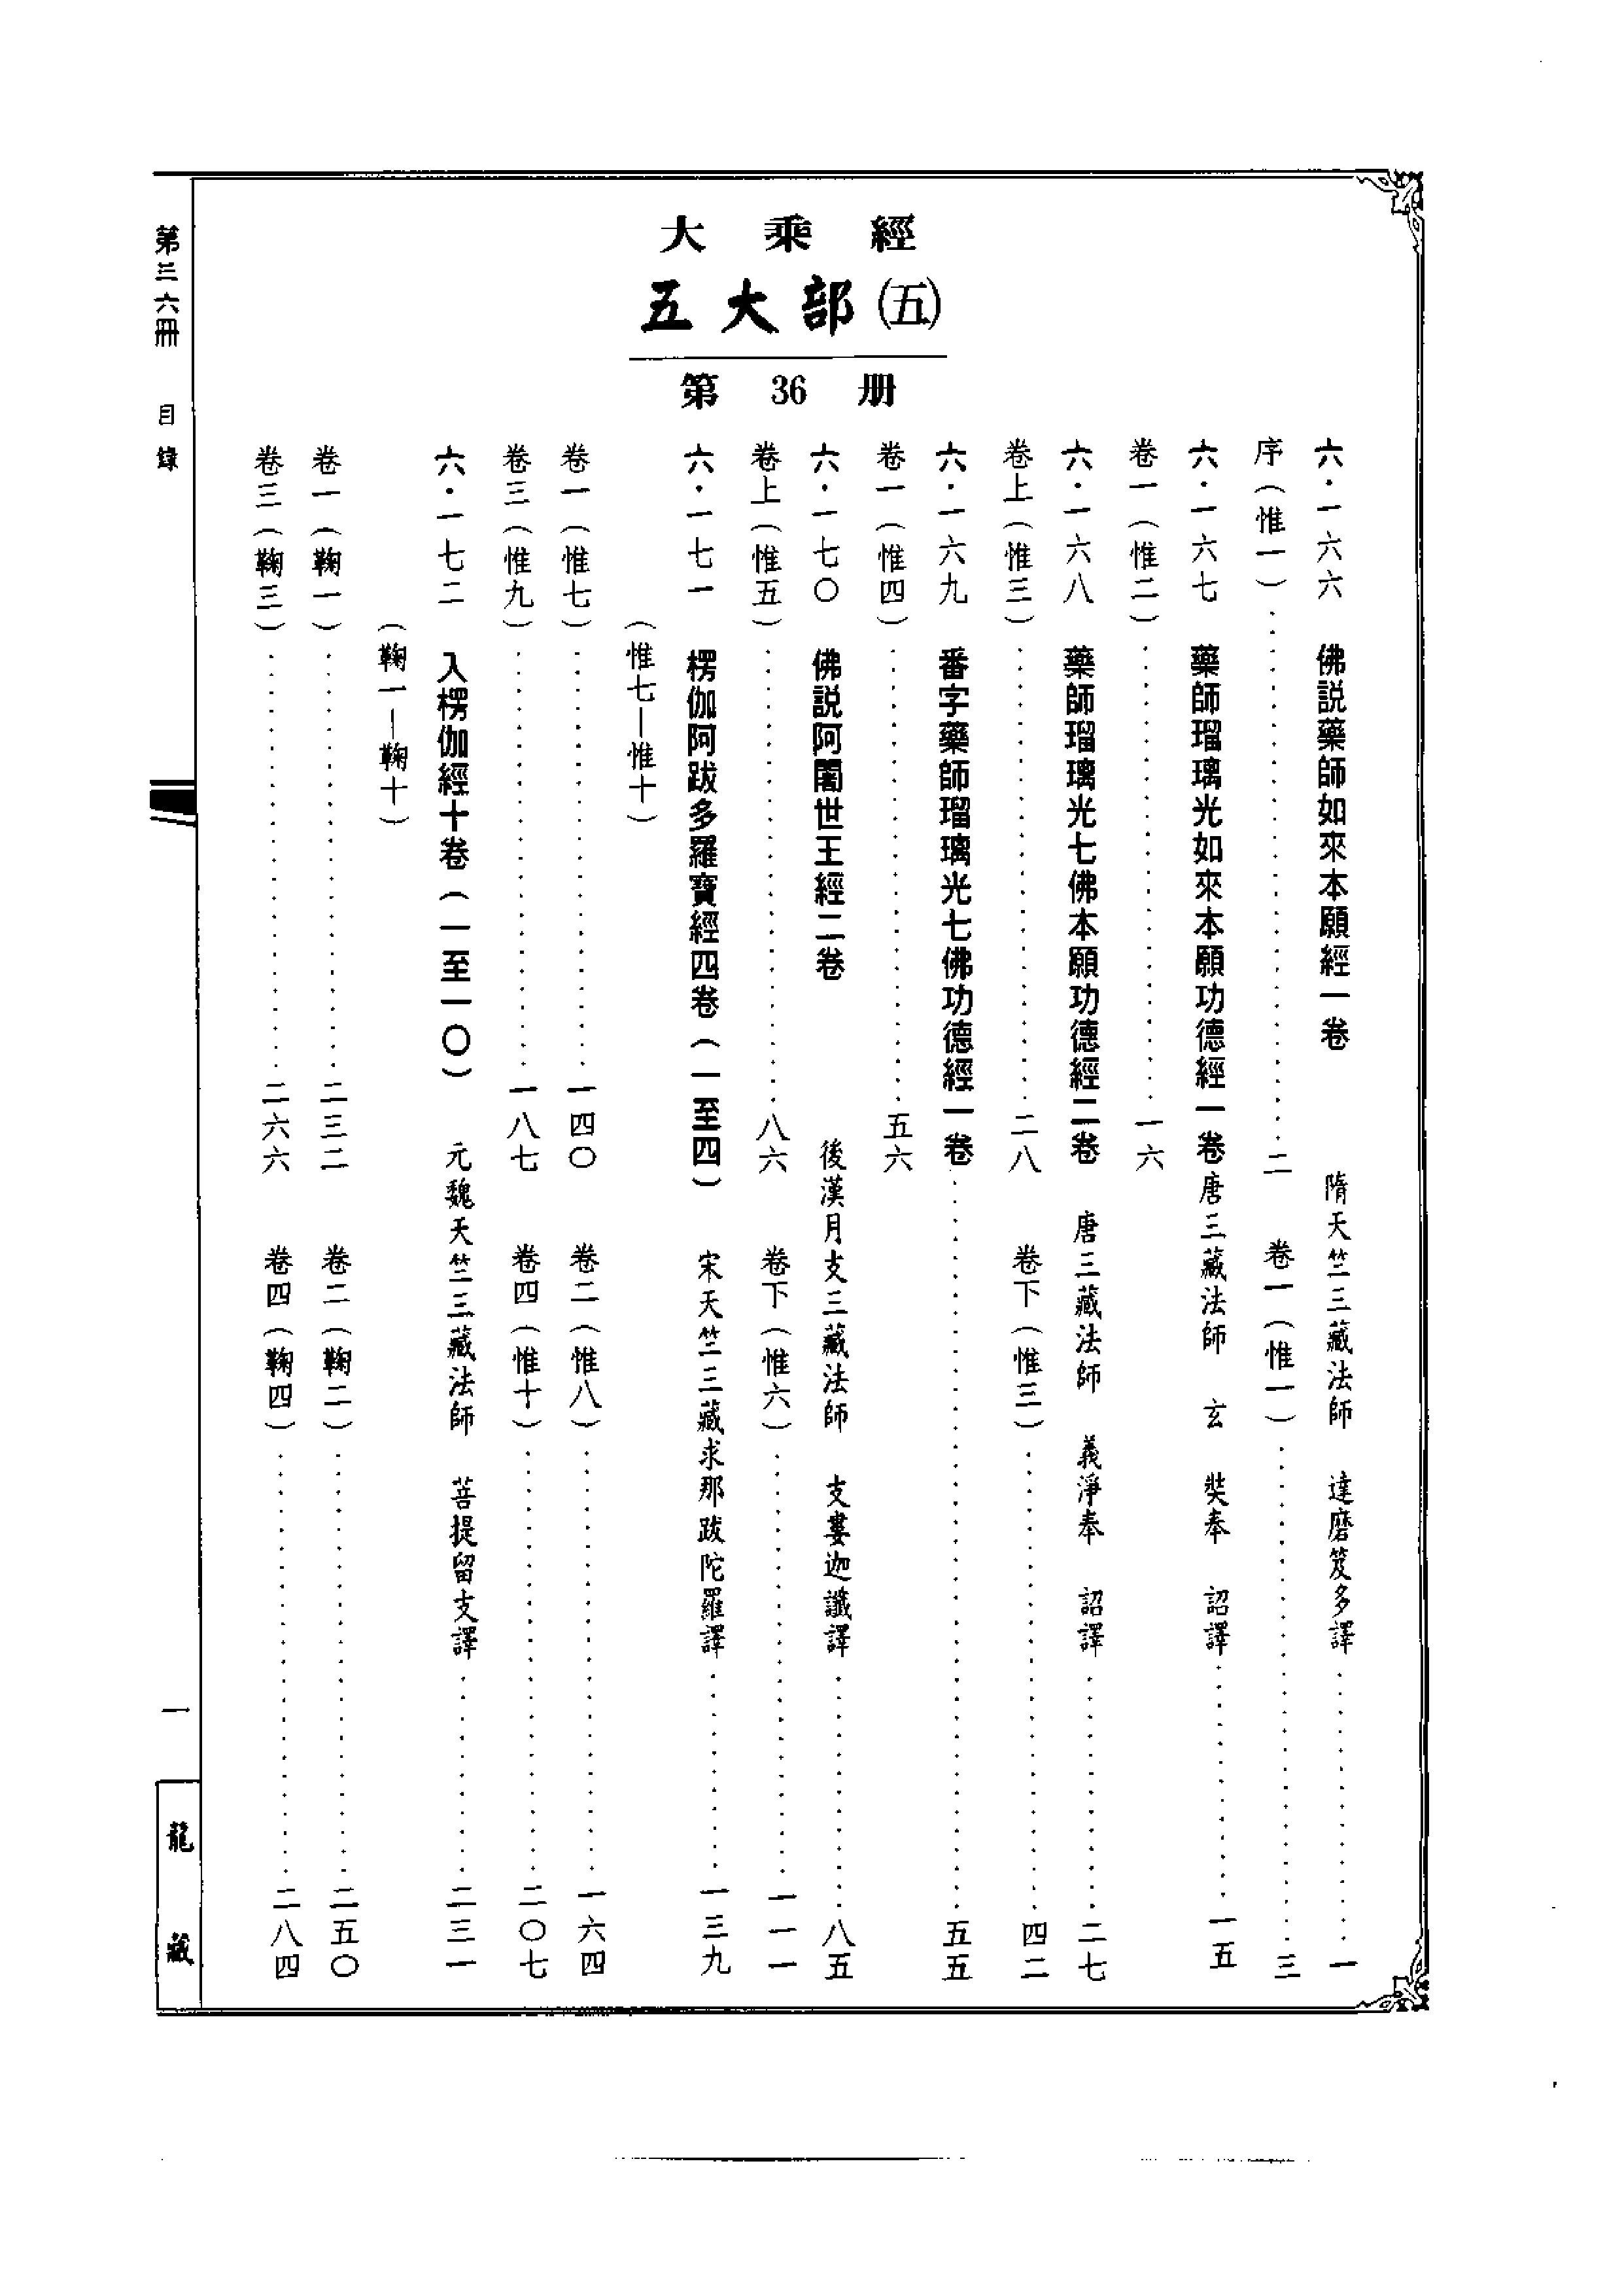 大乘經
五大部(五)
第36册
六·一六六　佛説藥師如來本願經一卷　隋天竺三藏法師　達磨笈多譯……一
序（惟一）……二　卷一（惟一）……三
六·一六七　藥師瑠璃光如來本願功德經一卷　唐三藏法師　玄　奘奉　詔譯……一五
卷一（惟二）……一六
六·一六八　藥師瑠璃光七佛本願功德經二卷　唐三藏法師　義淨奉　詔譯……二七
卷上（惟三）……二八　卷下（惟三）……四二
六·一六九　番字藥師瑠璃光七佛功德經一卷……五五
卷一（惟四）……五六
六·一七〇　佛説阿闍世王經二卷　後漢月支三藏法師　支婁迦讖譯……八五
卷上（惟五）……八六　卷下（惟六）……一一一
六·一七一　楞伽阿跋多羅寶經四卷（一至四）　宋天竺三藏求那跋陀羅譯……一三九
（惟七—惟十）
卷一（惟七）……一四〇　卷二（惟八）……一六四
卷三（惟九）……一八七　卷四（惟十）……二〇七
六·一七二　入楞伽經十卷（一至一〇）　元魏天竺三藏法師　菩提留支譯……二三一
（鞠一—鞠十）
卷一（鞠一）……二三二　卷二（鞠二）……二五〇
卷三（鞠三）……二六六　卷四（鞠四）……二八四
第三六冊　目錄
一
龍藏